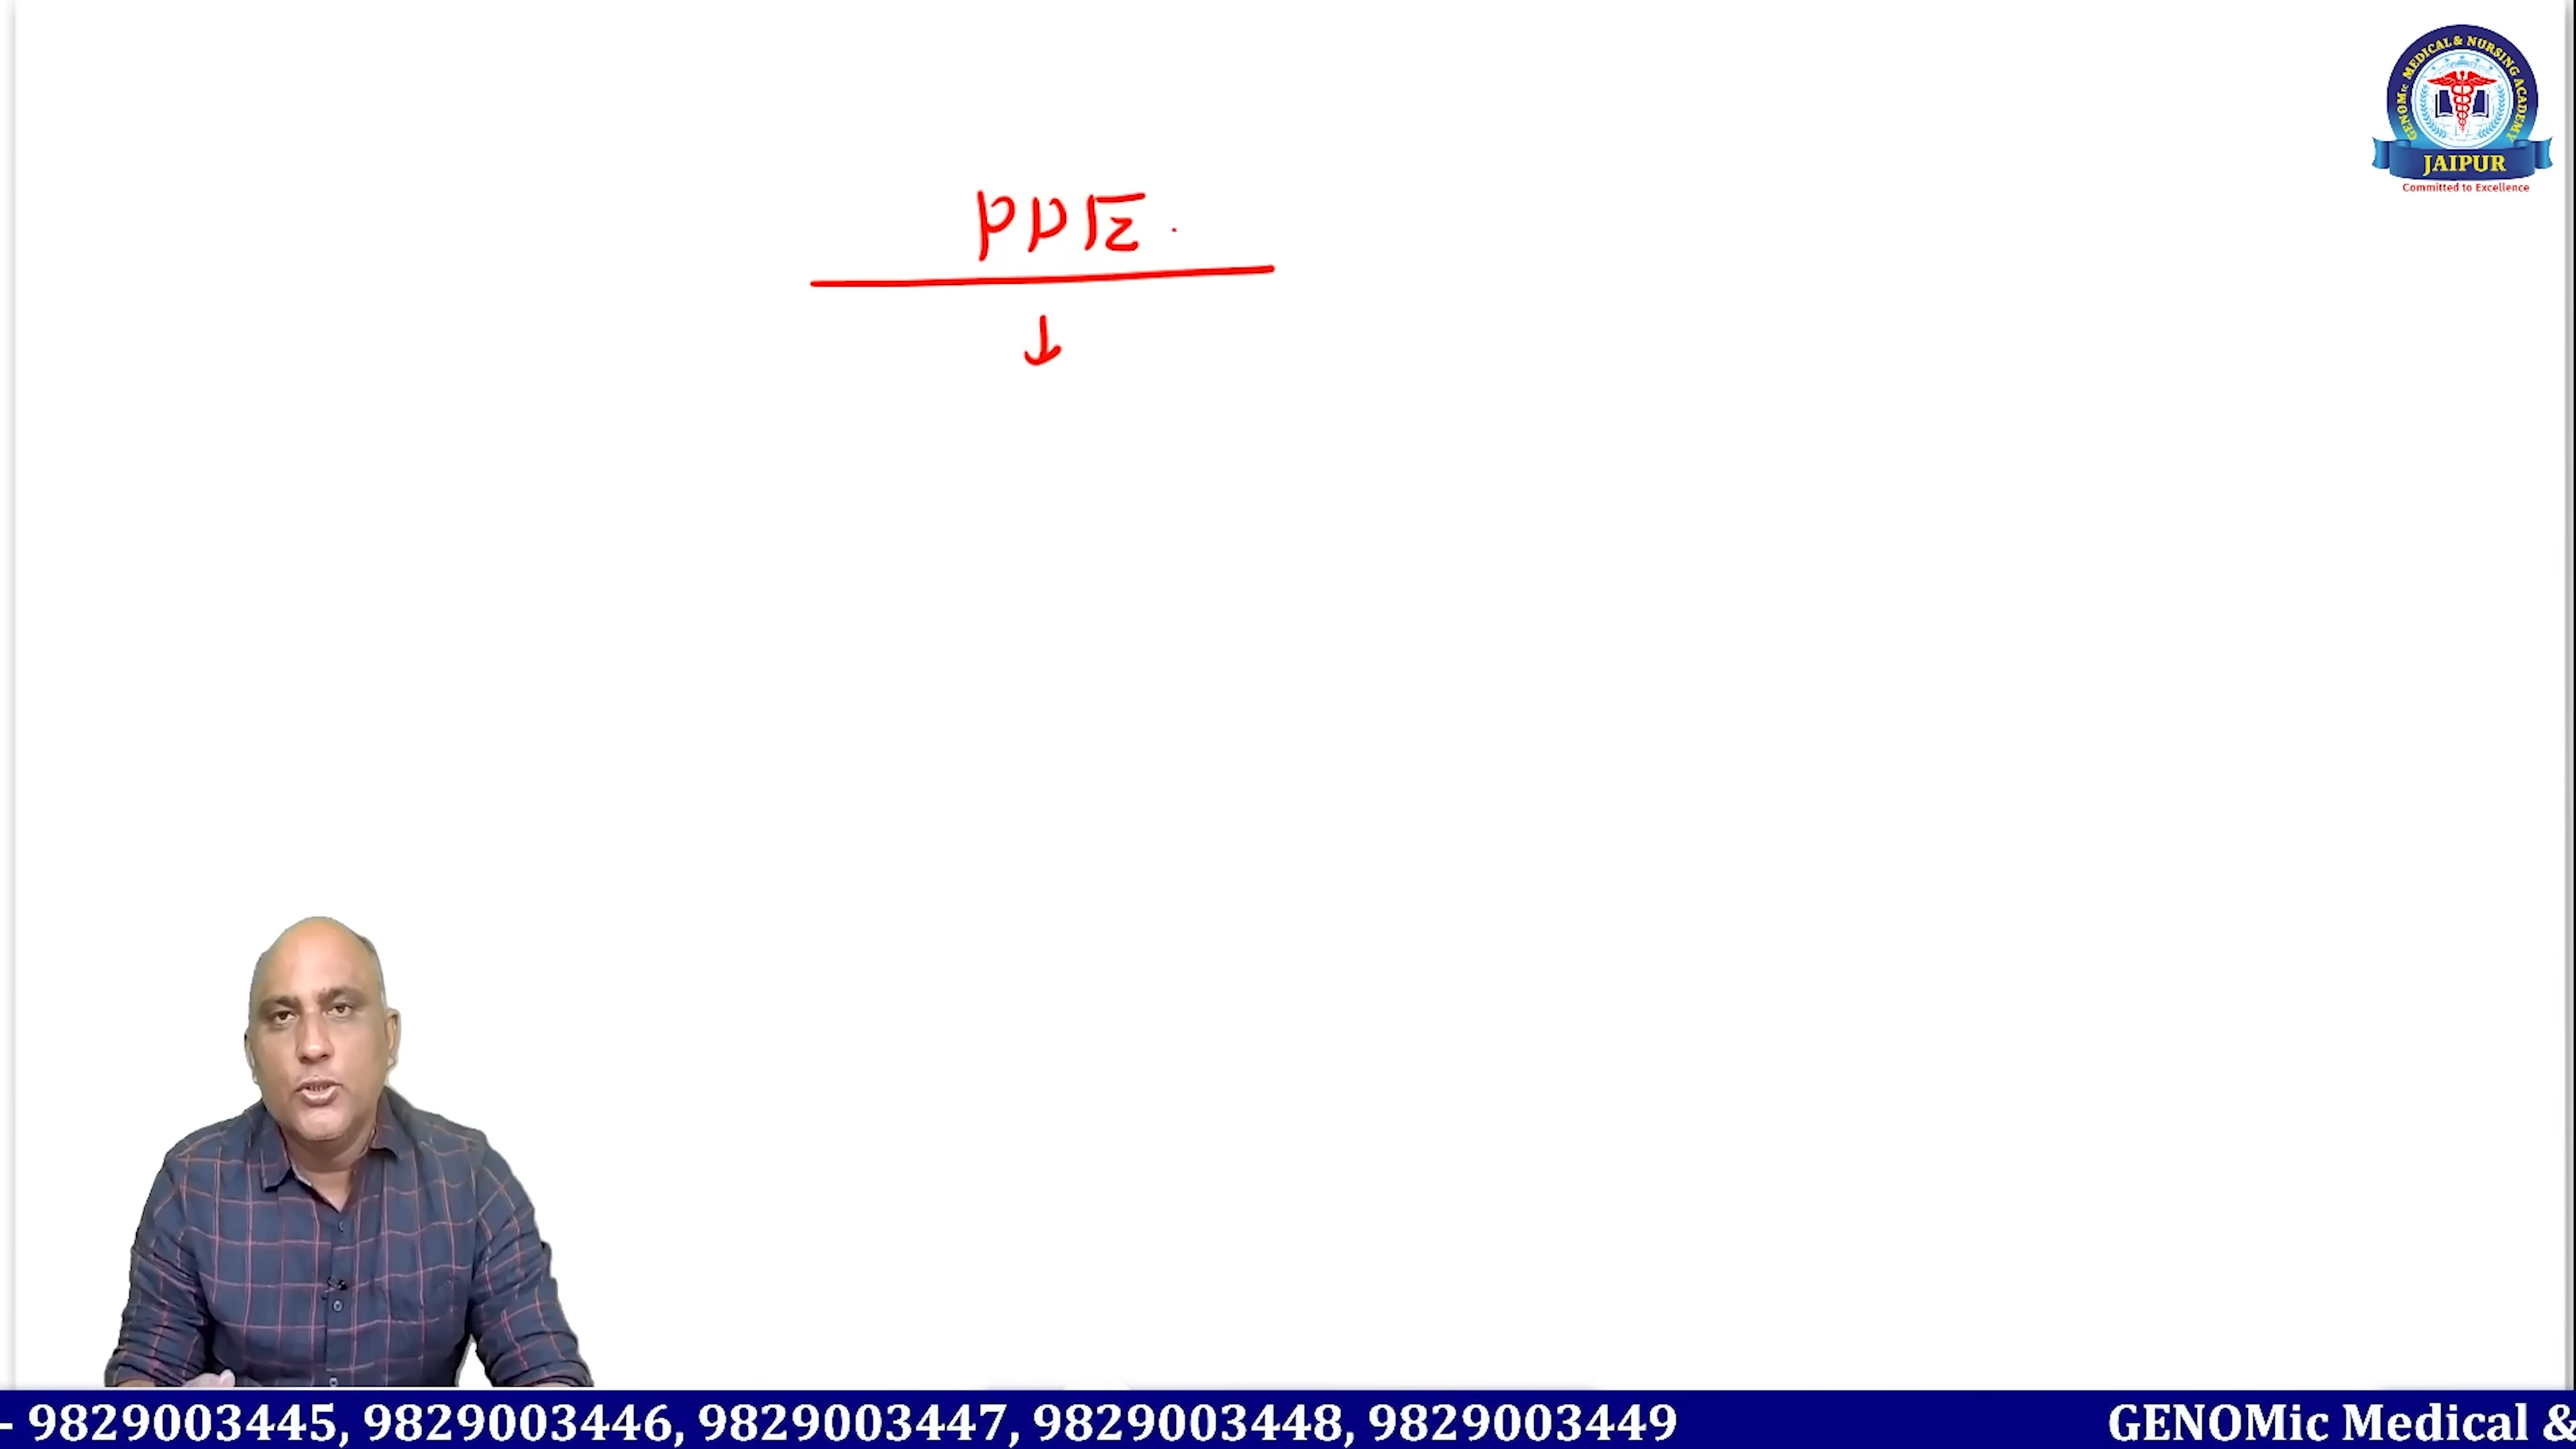 GENOMic MEDICAL & NURSING ACADEMY
JAIPUR
Committed to Excellence
PPE
- 9829003445, 9829003446, 9829003447, 9829003448, 9829003449
GENOMic Medical &